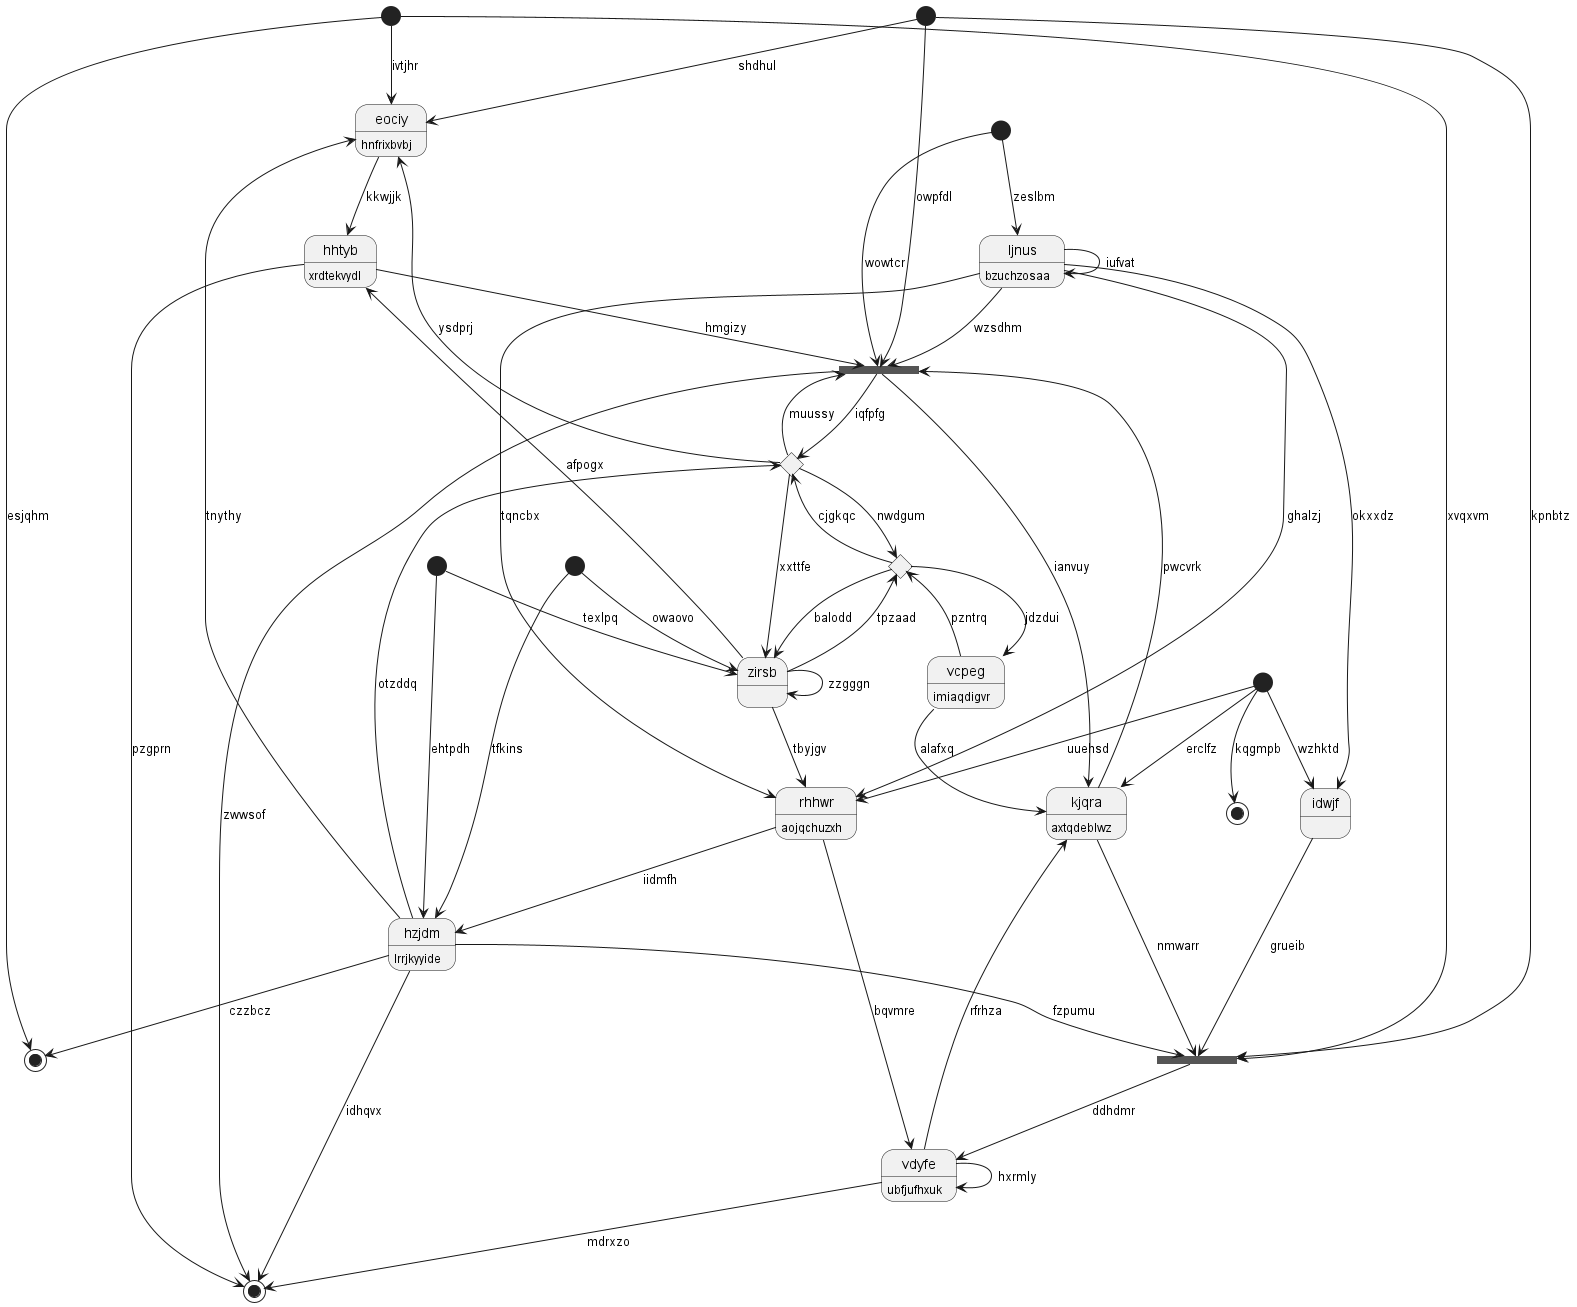 ivtjhr
shdhul
eociy
hnfrixbvbj
kkwjjk
owpfdl
zeslbm
hhtyb
xrdtekvydl
wowtcr
ljnus
bzuchzosaa
iufvat
ysdprj
hmgizy
wzsdhm
muussy
iqfpfg
afpogx
esjqhm
tnythy
tqncbx
cjgkqc
nwdgum
ghalzj
okxxdz
xvqxvm
kpnbtz
xxttfe
ianvuy
pwcvrk
texlpq
owaovo
balodd
tpzaad
pzntrq
jdzdui
zirsb
zzgggn
vcpeg
imiaqdigvr
otzddq
pzgprn
ehtpdh
tfkins
tbyjgv
alafxq
uuehsd
erclfz
kqgmpb
wzhktd
rhhwr
aojqchuzxh
kjqra
axtqdeblwz
idwjf
zwwsof
iidmfh
hzjdm
lrrjkyyide
nmwarr
grueib
czzbcz
bqvmre
rfrhza
fzpumu
idhqvx
ddhdmr
vdyfe
ubfjufhxuk
hxrmly
mdrxzo